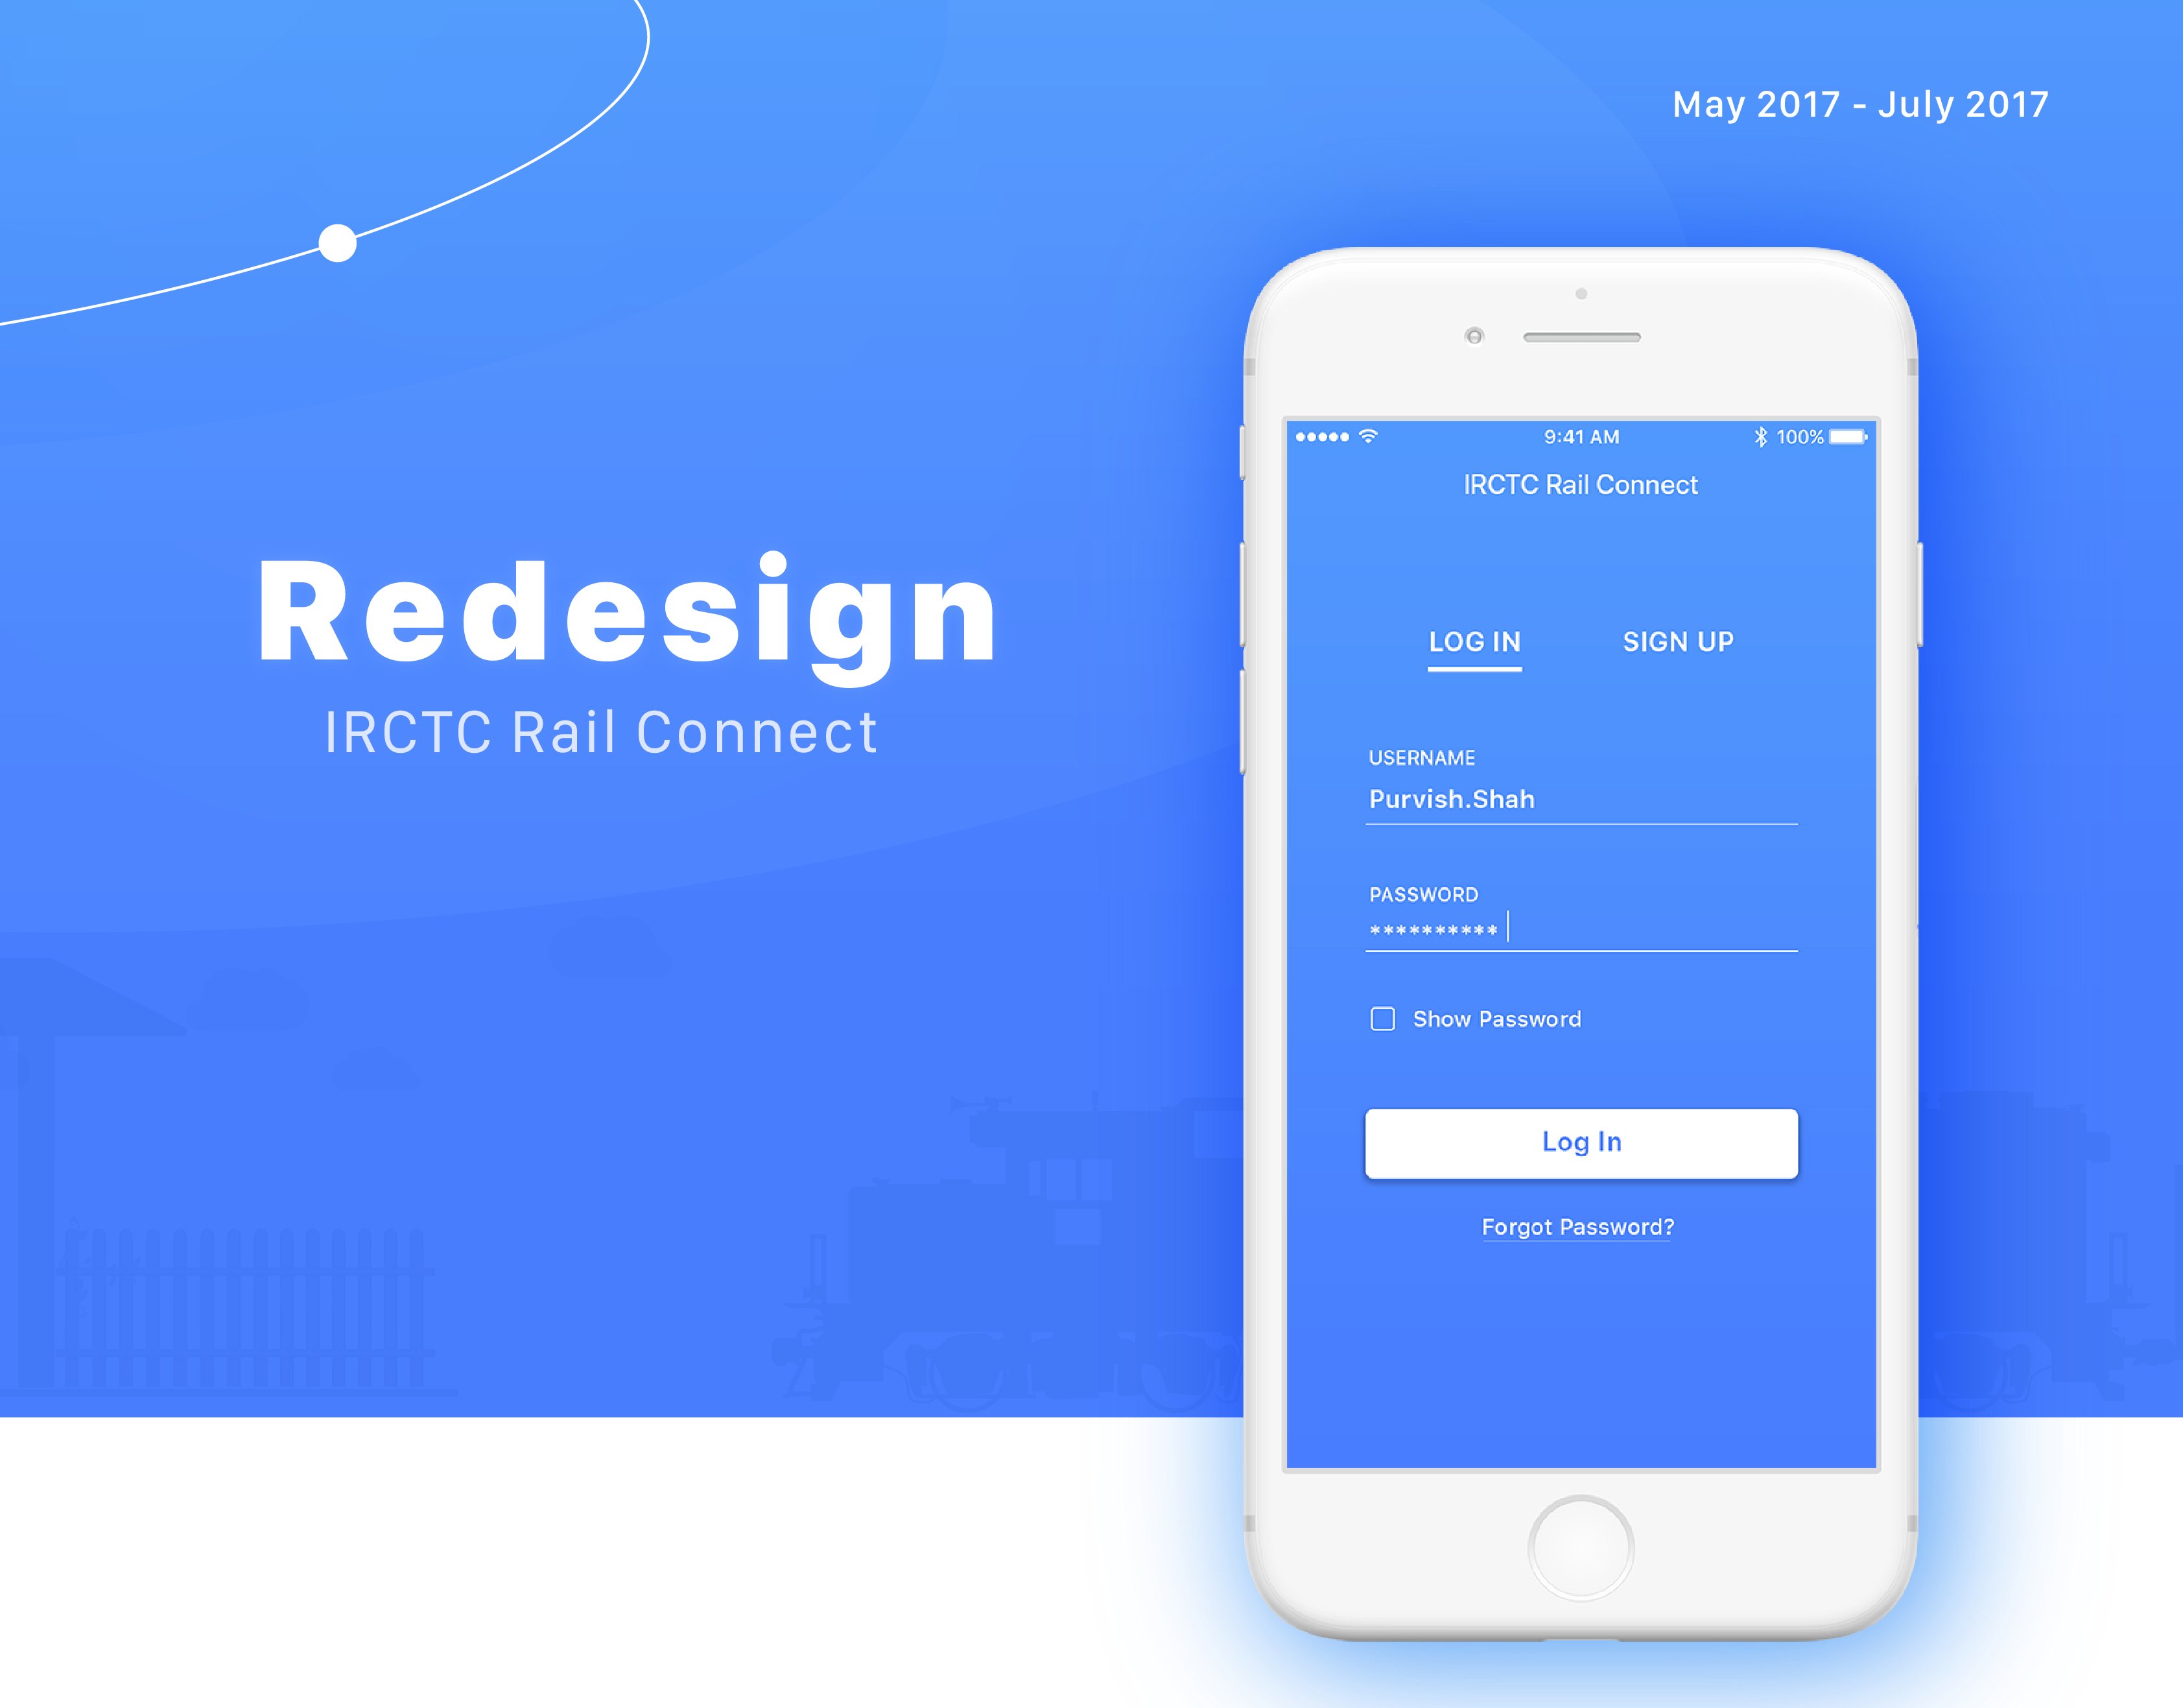 May 2017 - July 2017
Redesign
IRCTC Rail Connect
9:41 AM
100%
IRCTC Rail Connect
LOG IN
SIGN UP
USERNAME
Purvish.Shah
PASSWORD
**********
Show Password
Log In
Forgot Password?